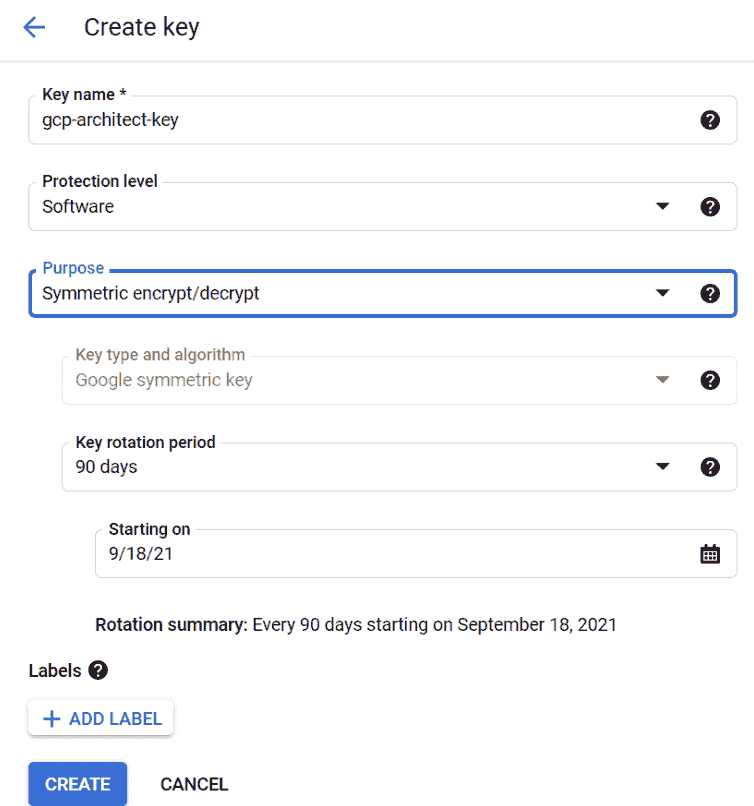 Create key
Key name *
gcp-architect-key
Protection level
Software
Purpose
Symmetric encrypt/decrypt
Key type and algorithm
Google symmetric key
Key rotation period
90 days
Starting on
9/18/21
Rotation summary: Every 90 days starting on September 18, 2021
Labels
+ ADD LABEL
CREATE CANCEL